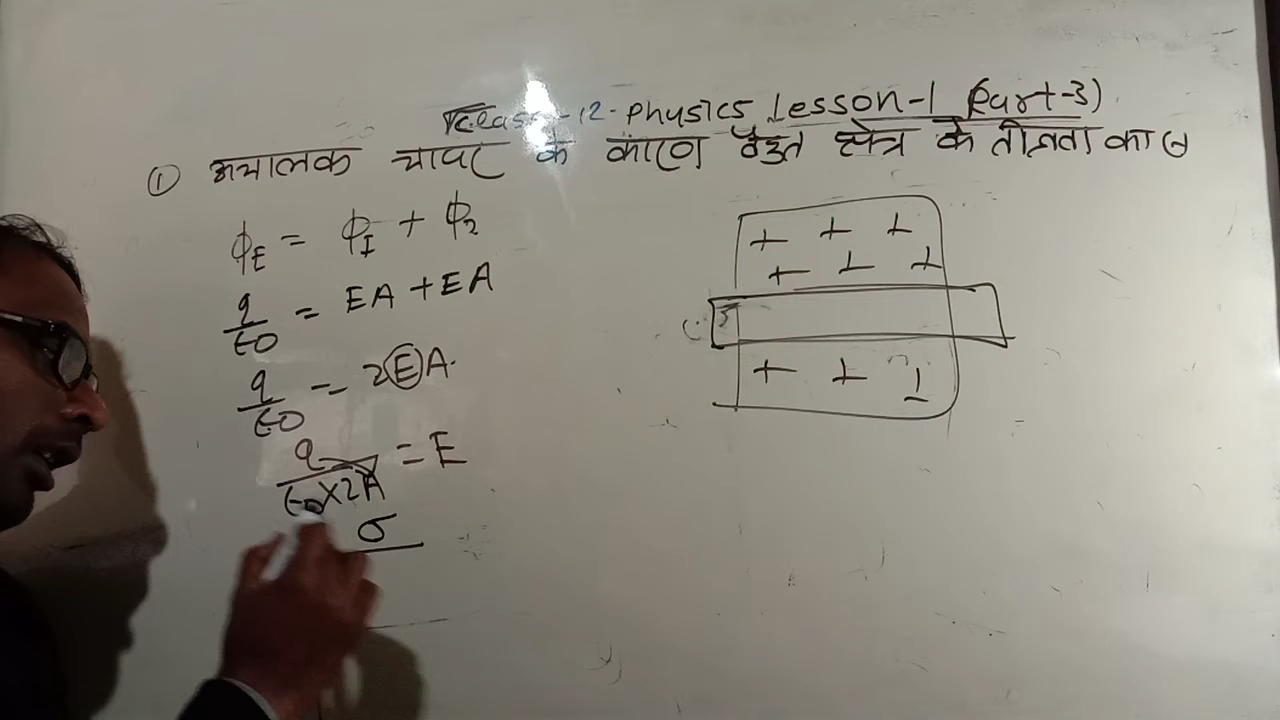 Class-12-Physics Lesson-1 (Part-3)
① अचालक चादर के कारण वैद्युत क्षेत्र के तीव्रता का
ϕE = ϕI + ϕ2
q/ϵ0 = EA + EA
q/ϵ0 = 2EA.
q/ϵ0×2A = E
σ
+ + +
+ + +
+ + +